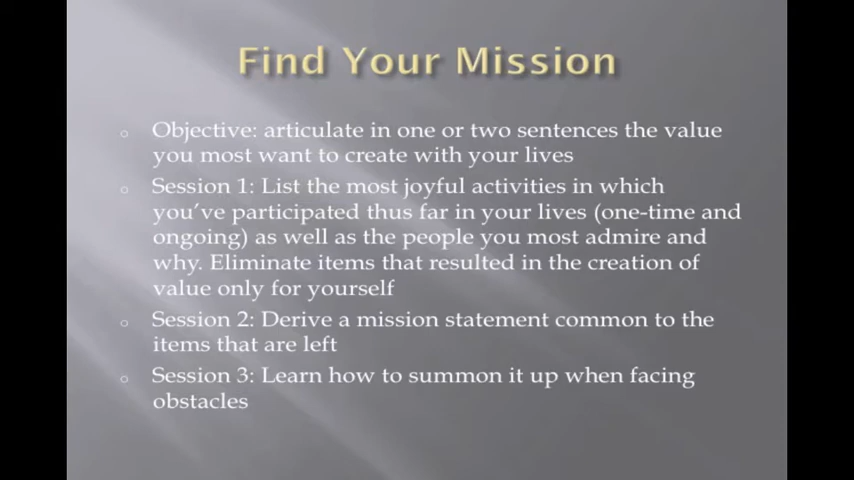 Find Your Mission
Objective: articulate in one or two sentences the value
you most want to create with your lives
Session 1: List the most joyful activities in which
you've participated thus far in your lives (one-time and
ongoing) as well as the people you most admire and
why. Eliminate items that resulted in the creation of
value only for yourself
Session 2: Derive a mission statement common to the
items that are left
Session 3: Learn how to summon it up when facing
obstacles